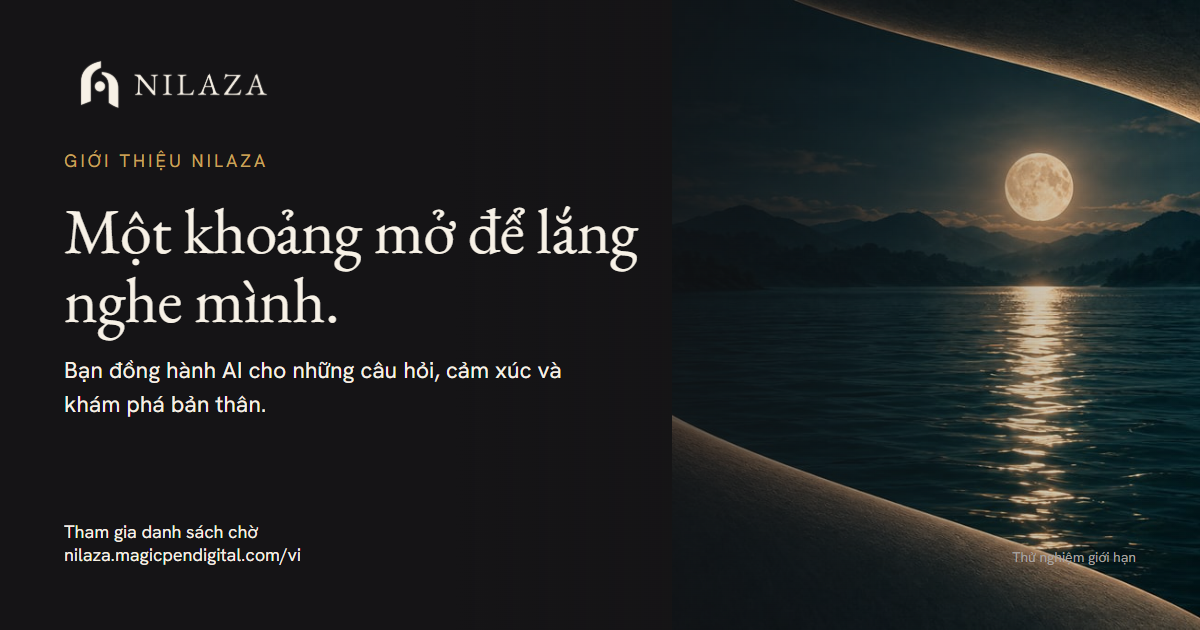 NILAZA
GIỚI THIỆU NILAZA
Một khoảng mở để lắng
nghe mình.
Bạn đồng hành AI cho những câu hỏi, cảm xúc và
khám phá bản thân.
Tham gia danh sách chờ
nilaza.magicpendigital.com/vi
Thử nghiệm giới hạn